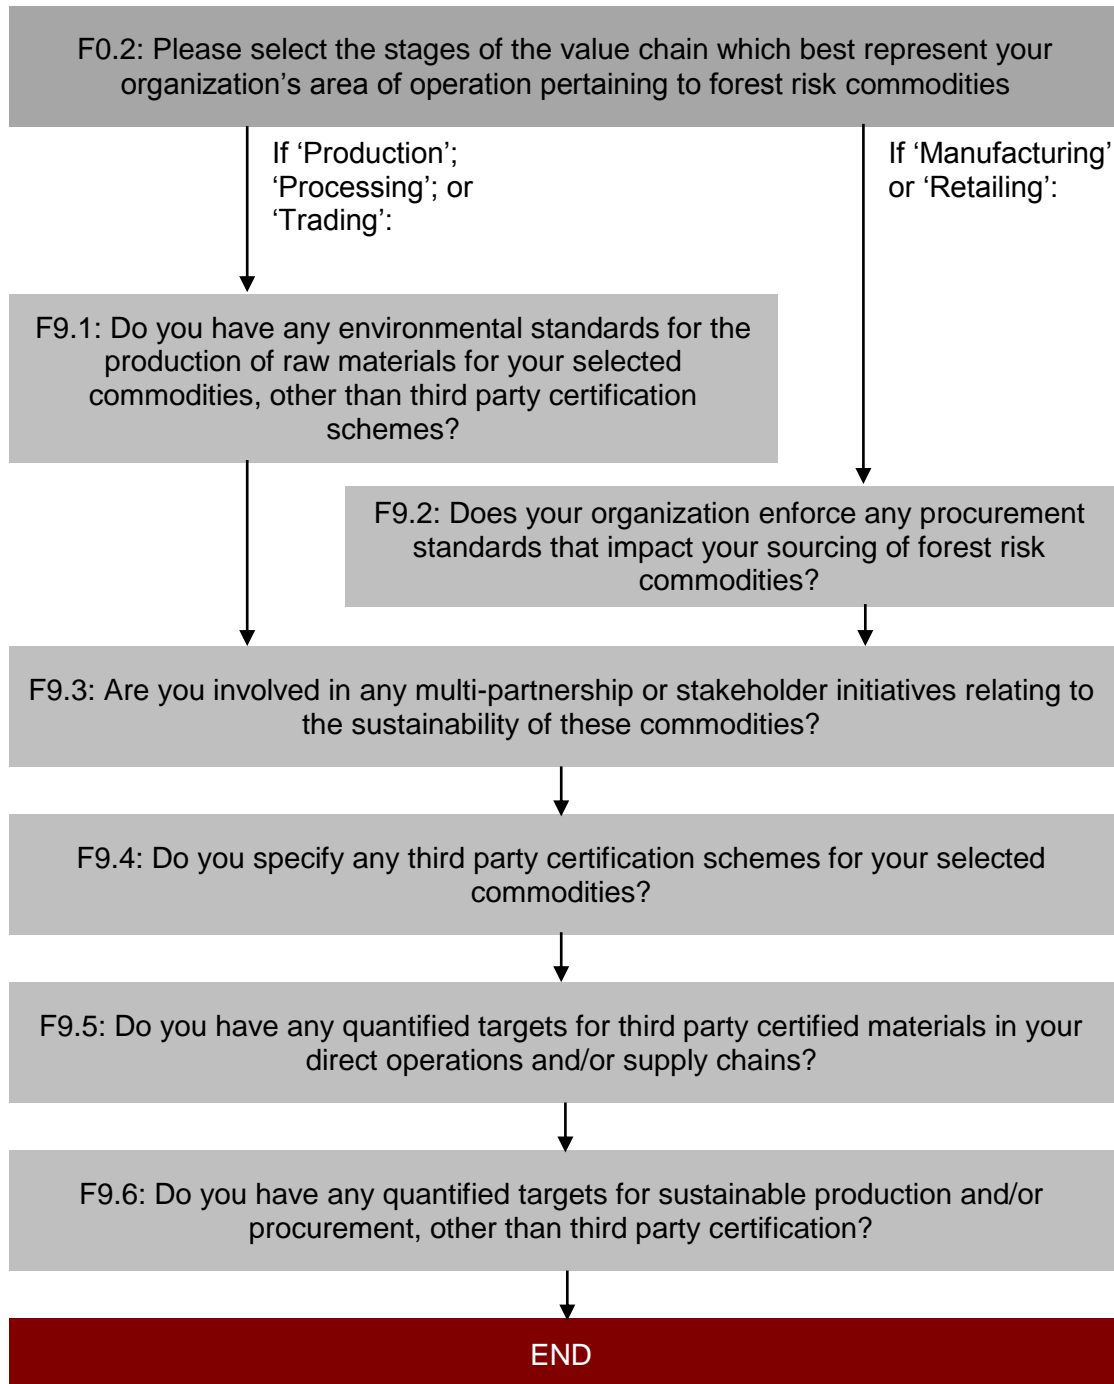 F0.2: Please select the stages of the value chain which best represent your
organization’s area of operation pertaining to forest risk commodities
If ‘Production’;
‘Processing’; or
‘Trading’:
If ‘Manufacturing’
or ‘Retailing’:
F9.1: Do you have any environmental standards for the
production of raw materials for your selected
commodities, other than third party certification
schemes?
F9.2: Does your organization enforce any procurement
standards that impact your sourcing of forest risk
commodities?
F9.3: Are you involved in any multi-partnership or stakeholder initiatives relating to
the sustainability of these commodities?
F9.4: Do you specify any third party certification schemes for your selected
commodities?
F9.5: Do you have any quantified targets for third party certified materials in your
direct operations and/or supply chains?
F9.6: Do you have any quantified targets for sustainable production and/or
procurement, other than third party certification?
END